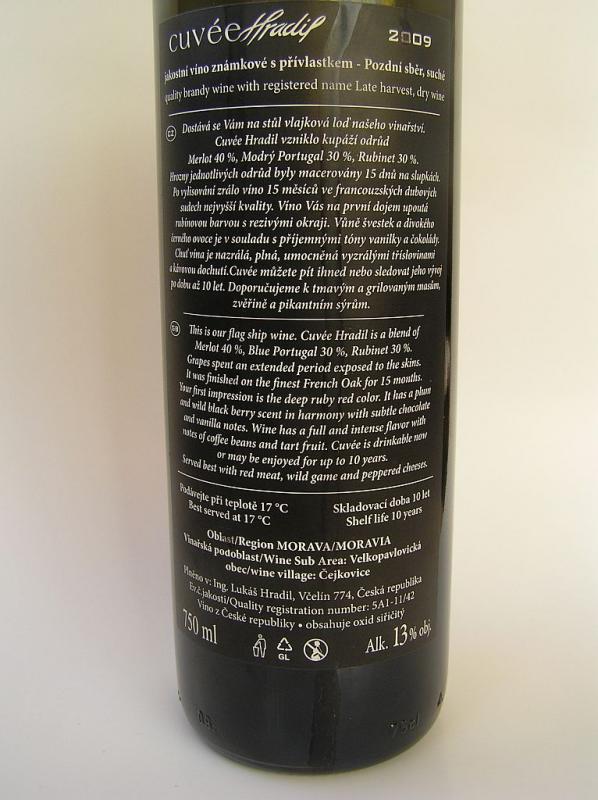 cuvée Hradil 2009
jakostní víno známkové s přívlastkem - Pozdní sběr, suché
quality brandy wine with registered name Late harvest, dry wine
CZ Dostává se Vám na stůl vlajková loď našeho vinařství.
Cuvée Hradil vzniklo kupáží odrůd
Merlot 40 %, Modrý Portugal 30 %, Rubinet 30 %.
Hrozny jednotlivých odrůd byly macerovány 15 dnů na slupkách.
Po vylisování zrálo víno 15 měsíců ve francouzských dubových
sudech nejvyšší kvality. Víno Vás na první dojem upoutá
rubínovou barvou s rezivými okraji. Vůně švestek a divokého
černého ovoce je v souladu s příjemnými tóny vanilky a čokolády.
Chuť vína je nazrálá, plná, umocněná vyzrálými tříslovinami
a kávovou dochutí.Cuvée můžete pít ihned nebo sledovat jeho vývoj
po dobu až 10 let. Doporučujeme k tmavým a grilovaným masům,
zvěřině a pikantním sýrům.
GB This is our flag ship wine. Cuvée Hradil is a blend of
Merlot 40 %, Blue Portugal 30 %, Rubinet 30 %.
Grapes spent an extended period exposed to the skins.
It was finished on the finest French Oak for 15 months.
Your first impression is the deep ruby red color. It has a plum
and wild black berry scent in harmony with subtle chocolate
and vanilla notes. Wine has a full and intense flavor with
notes of coffee beans and tart fruit. Cuvée is drinkable now
or may be enjoyed for up to 10 years.
Served best with red meat, wild game and peppered cheeses.
Podávejte při teplotě 17 °C Skladovací doba 10 let
Best served at 17 °C Shelf life 10 years
Oblast/Region MORAVA/MORAVIA
Vinařská podoblast/Wine Sub Area: Velkopavlovická
obec/wine village: Čejkovice
Plněno v: Ing. Lukáš Hradil, Včelín 774, Česká republika
Ev.č.jakosti/Quality registration number: 5A1-11/42
Víno z České republiky • obsahuje oxid siřičitý
750 ml GL Alk. 13 % obj.
75cl